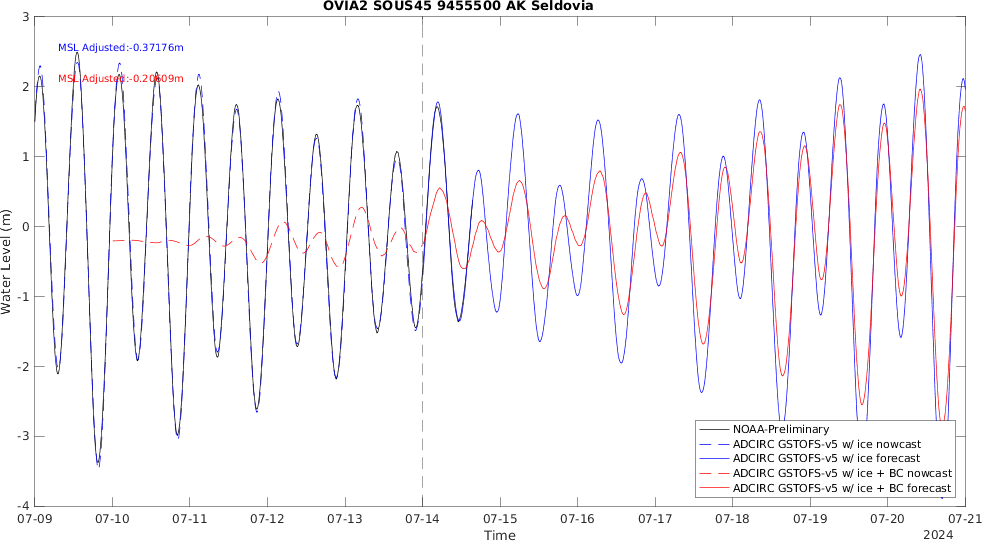 OVIA2 SOUS45 9455500 AK Seldovia
MSL Adjusted:-0.37176m
MSL Adjusted:-0.20609m
Water Level (m)
3
2
1
0
-1
-2
-3
-4
NOAA-Preliminary
ADCIRC GSTOFS-v5 w/ ice nowcast
ADCIRC GSTOFS-v5 w/ ice forecast
ADCIRC GSTOFS-v5 w/ ice + BC nowcast
ADCIRC GSTOFS-v5 w/ ice + BC forecast
07-09 07-10 07-11 07-12 07-13 07-14 07-15 07-16 07-17 07-18 07-19 07-20 07-21
Time
2024